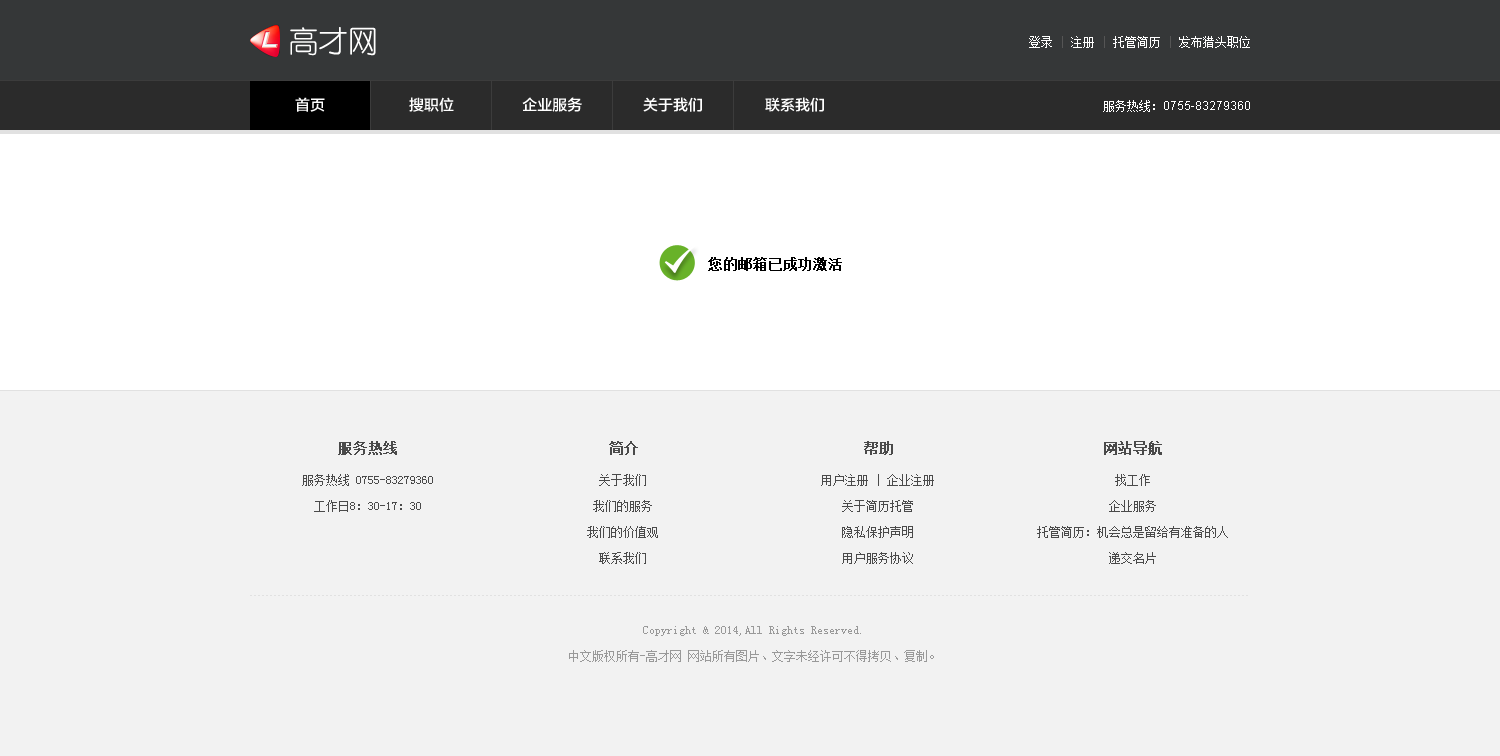 高才网
登录 注册 托管简历 发布猎头职位
首页 搜职位 企业服务 关于我们 联系我们 服务热线：0755-83279360
您的邮箱已成功激活
服务热线 简介 帮助 网站导航
服务热线 0755-83279360 关于我们 用户注册 | 企业注册 找工作
工作日8：30-17：30 我们的服务 关于简历托管 企业服务
我们的价值观 隐私保护声明 托管简历：机会总是留给有准备的人
联系我们 用户服务协议 递交名片
Copyright & 2014,All Rights Reserved.
中文版权所有-高才网 网站所有图片、文字未经许可不得拷贝、复制。